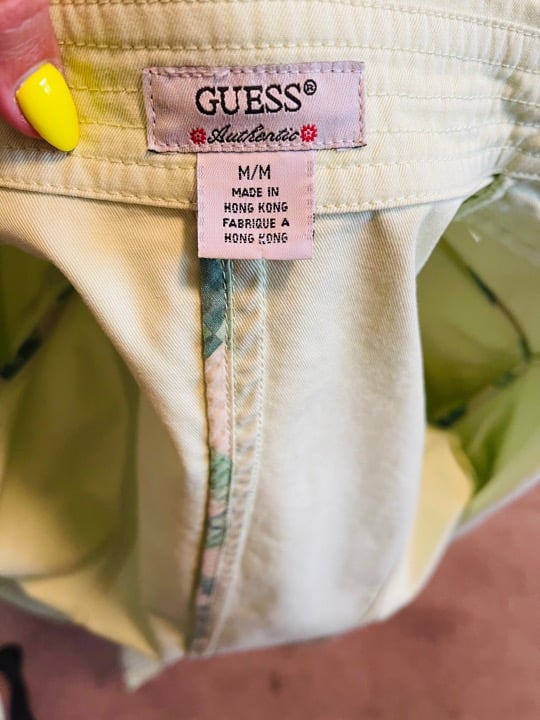 GUESS®
Authentic
M/M
MADE IN
HONG KONG
FABRIQUE A
HONG KONG